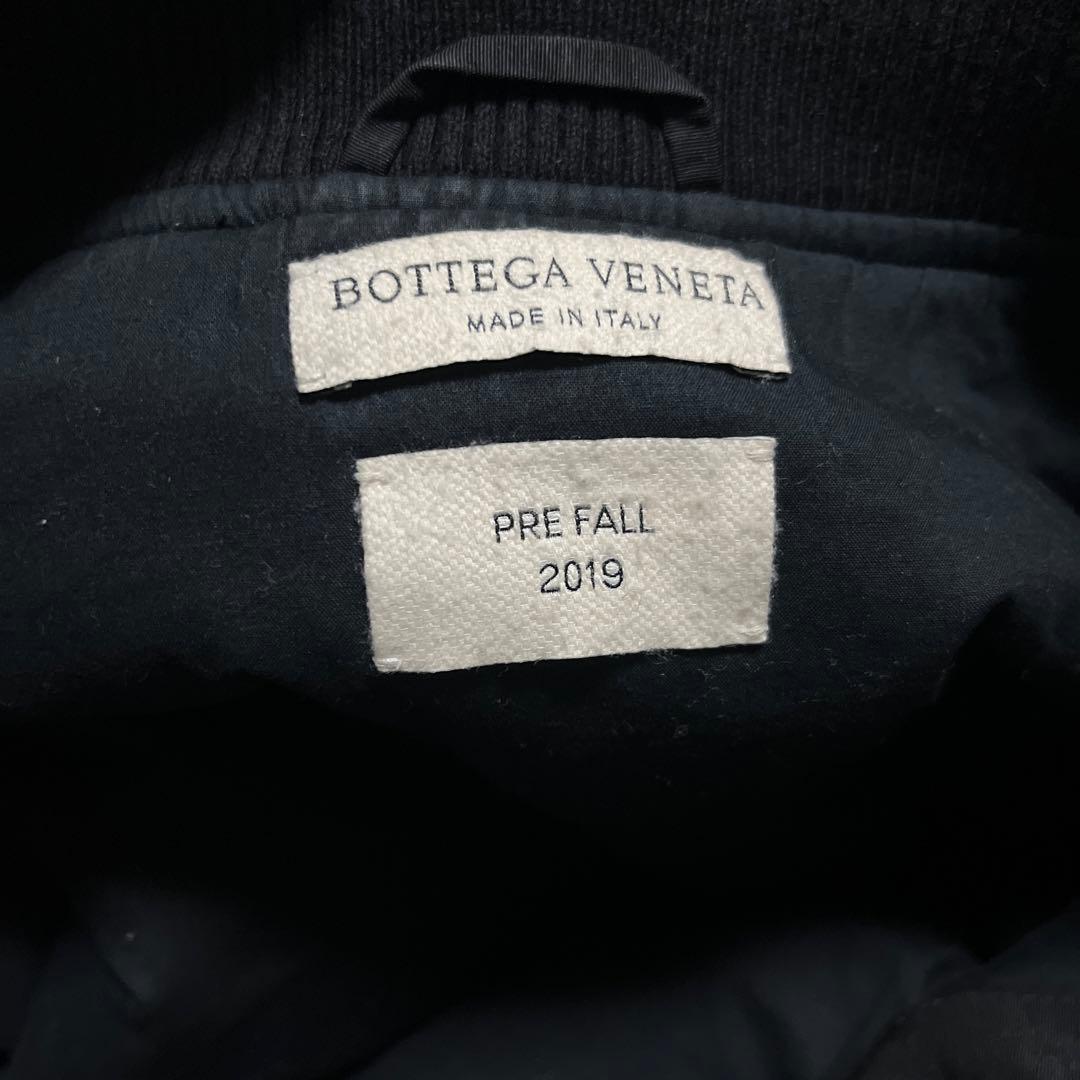 BOTTEGA VENETA
MADE IN ITALY
PRE FALL
2019